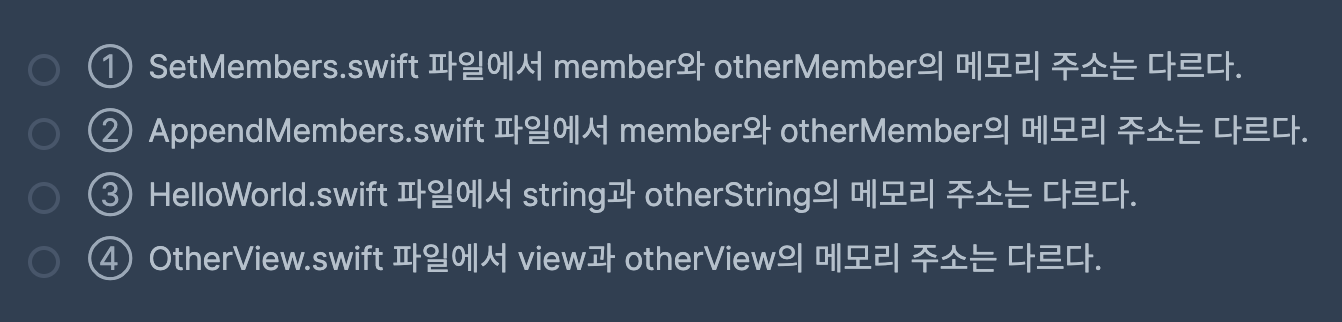 ① SetMembers.swift 파일에서 member와 otherMember의 메모리 주소는 다르다.
② AppendMembers.swift 파일에서 member와 otherMember의 메모리 주소는 다르다.
③ HelloWorld.swift 파일에서 string과 otherString의 메모리 주소는 다르다.
④ OtherView.swift 파일에서 view과 otherView의 메모리 주소는 다르다.